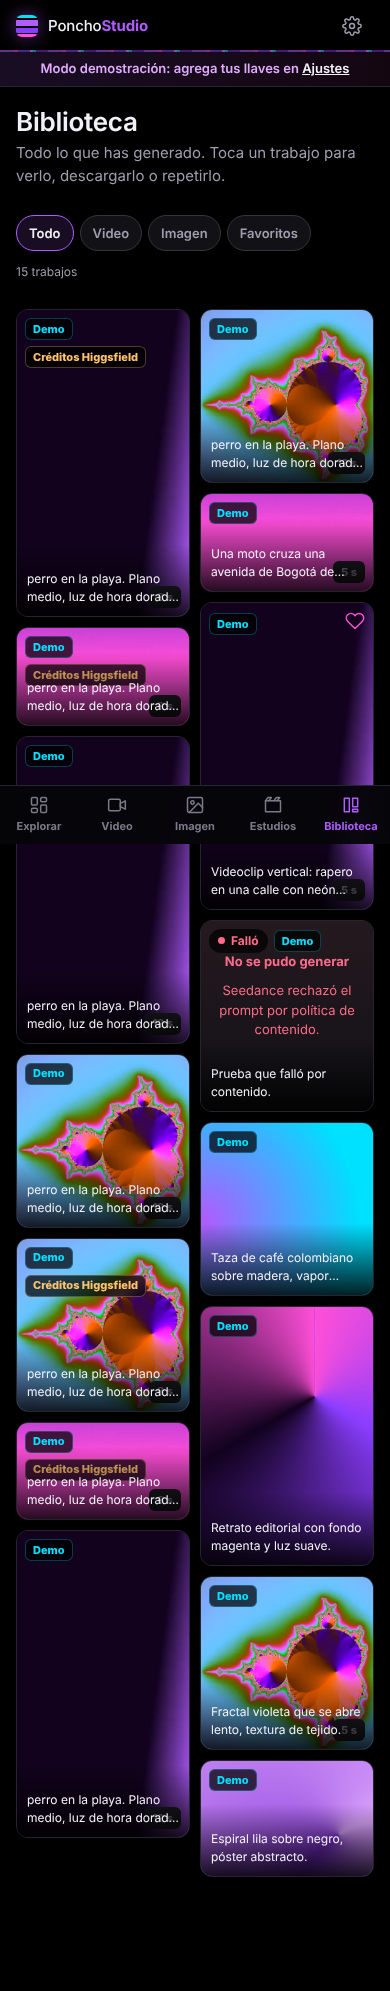 PonchoStudio
Modo demostración: agrega tus llaves en Ajustes
Biblioteca
Todo lo que has generado. Toca un trabajo para
verlo, descargarlo o repetirlo.
Todo
Video
Imagen
Favoritos
15 trabajos
Demo
Créditos Higgsfield
perro en la playa. Plano
medio, luz de hora dorad...
Demo
perro en la playa. Plano
medio, luz de hora dorad...
Demo
Una moto cruza una
avenida de Bogotá de...
5 s
Demo
Demo
Créditos Higgsfield
perro en la playa. Plano
medio, luz de hora dorad...
Demo
Explorar
Video
Imagen
Estudios
Biblioteca
Videoclip vertical: rapero
en una calle con neón...
5 s
perro en la playa. Plano
medio, luz de hora dorad...
Falló
Demo
No se pudo generar
Seedance rechazó el
prompt por política de
contenido.
Prueba que falló por
contenido.
Demo
perro en la playa. Plano
medio, luz de hora dorad...
Demo
Taza de café colombiano
sobre madera, vapor...
Demo
Créditos Higgsfield
perro en la playa. Plano
medio, luz de hora dorad...
Demo
Retrato editorial con fondo
magenta y luz suave.
Demo
Créditos Higgsfield
perro en la playa. Plano
medio, luz de hora dorad...
Demo
perro en la playa. Plano
medio, luz de hora dorad...
Demo
Fractal violeta que se abre
lento, textura de tejido.
5 s
Demo
Espiral lila sobre negro,
póster abstracto.